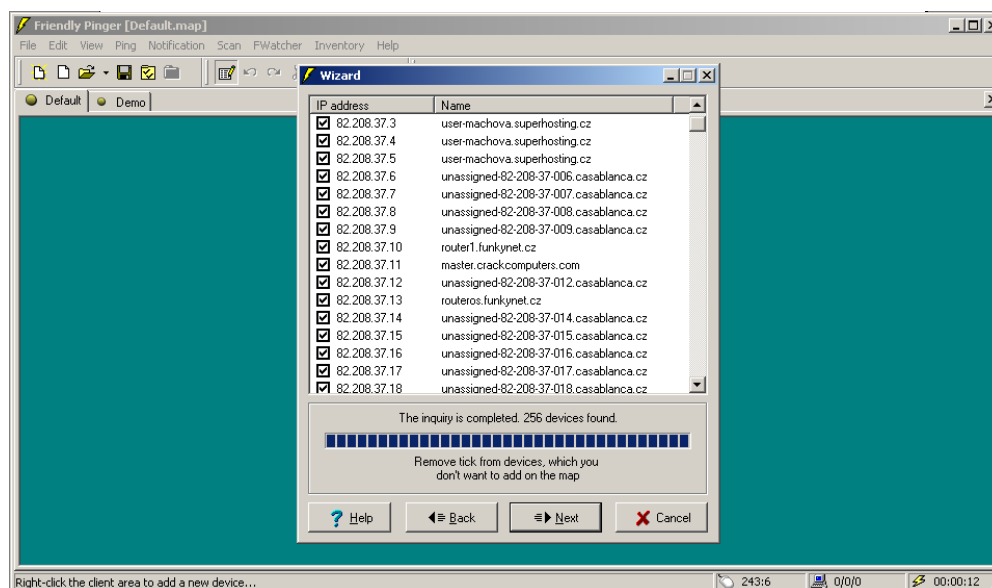 Friendly Pinger [Default.map]
File Edit View Ping Notification Scan FWatcher Inventory Help
Default Demo
Wizard
IP address Name
82.208.37.3 user-machova.superhosting.cz
82.208.37.4 user-machova.superhosting.cz
82.208.37.5 user-machova.superhosting.cz
82.208.37.6 unassigned-82-208-37-006.casablanca.cz
82.208.37.7 unassigned-82-208-37-007.casablanca.cz
82.208.37.8 unassigned-82-208-37-008.casablanca.cz
82.208.37.9 unassigned-82-208-37-009.casablanca.cz
82.208.37.10 router1.funkynet.cz
82.208.37.11 master.crackcomputers.com
82.208.37.12 unassigned-82-208-37-012.casablanca.cz
82.208.37.13 routeros.funkynet.cz
82.208.37.14 unassigned-82-208-37-014.casablanca.cz
82.208.37.15 unassigned-82-208-37-015.casablanca.cz
82.208.37.16 unassigned-82-208-37-016.casablanca.cz
82.208.37.17 unassigned-82-208-37-017.casablanca.cz
82.208.37.18 unassigned-82-208-37-018.casablanca.cz
The inquiry is completed. 256 devices found.
Remove tick from devices, which you
don't want to add on the map
Help Back Next Cancel
Right-click the client area to add a new device... 243:6 0/0/0 00:00:12